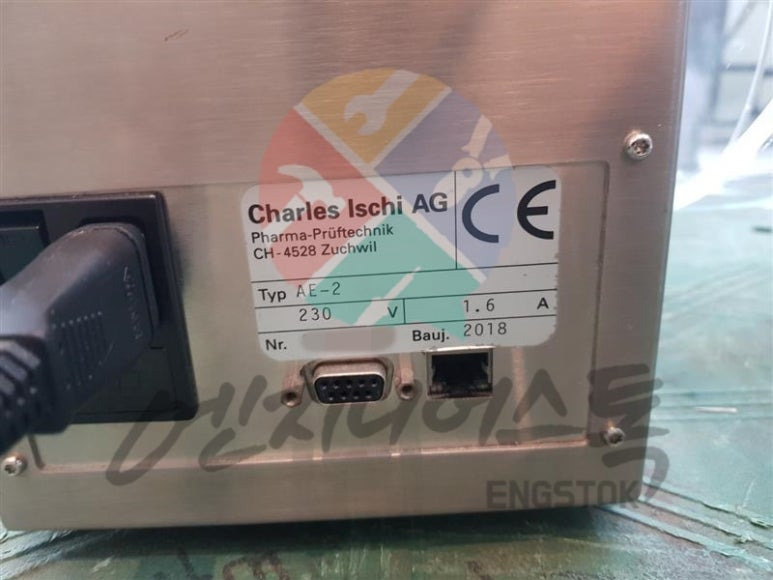 Charles Ischi AG
Pharma-Prüftechnik
CH-4528 Zuchwil
CE
Typ AE-2
230 V 1.6 A
Nr. Bauj. 2018
엔지니어스톡
ENGSTOK